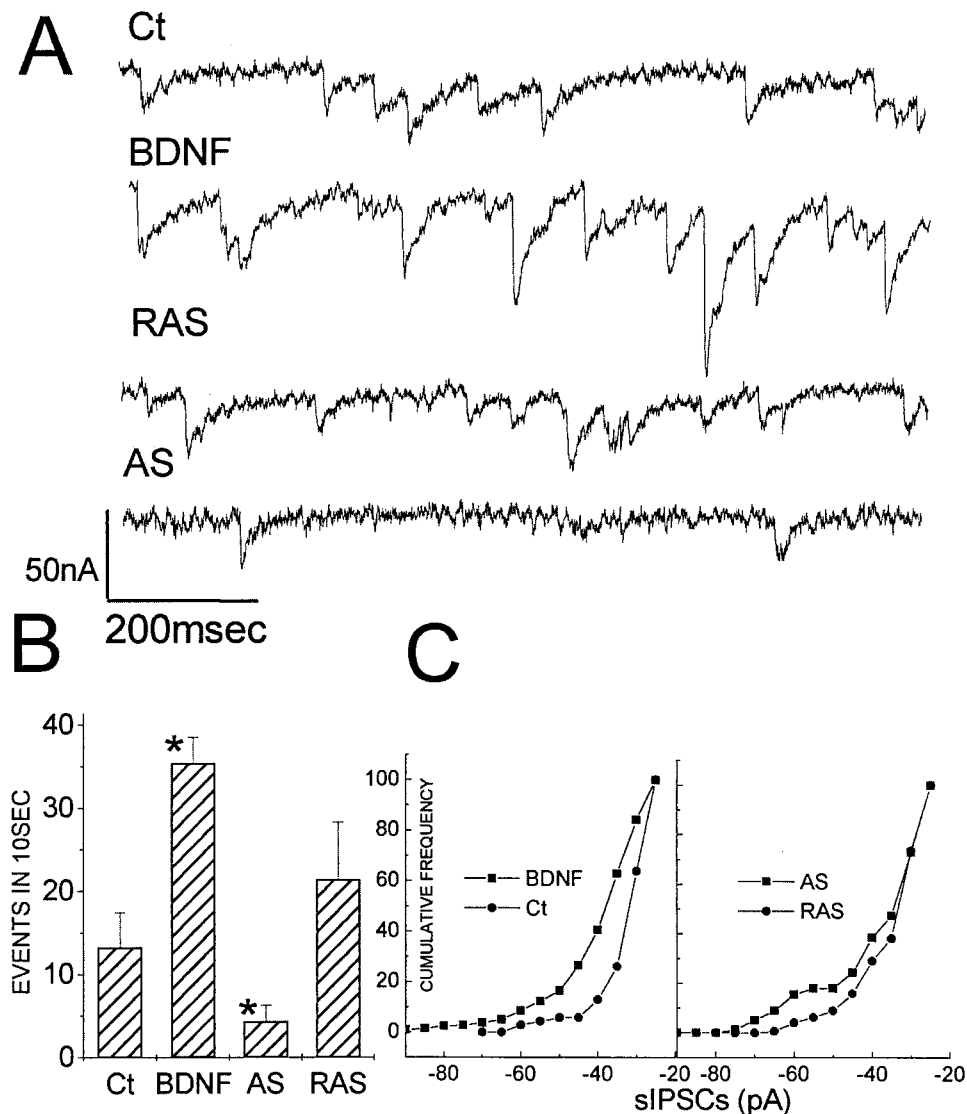 A
Ct
BDNF
RAS
AS
50nA
200msec
B
C
EVENTS IN 10SEC
40
30
20
10
0
*
*
Ct BDNF AS RAS
CUMULATIVE FREQUENCY
100
80
60
40
20
0
BDNF
Ct
AS
RAS
-80 -60 -40 -20 -80 -60 -40 -20
sIPSCs (pA)